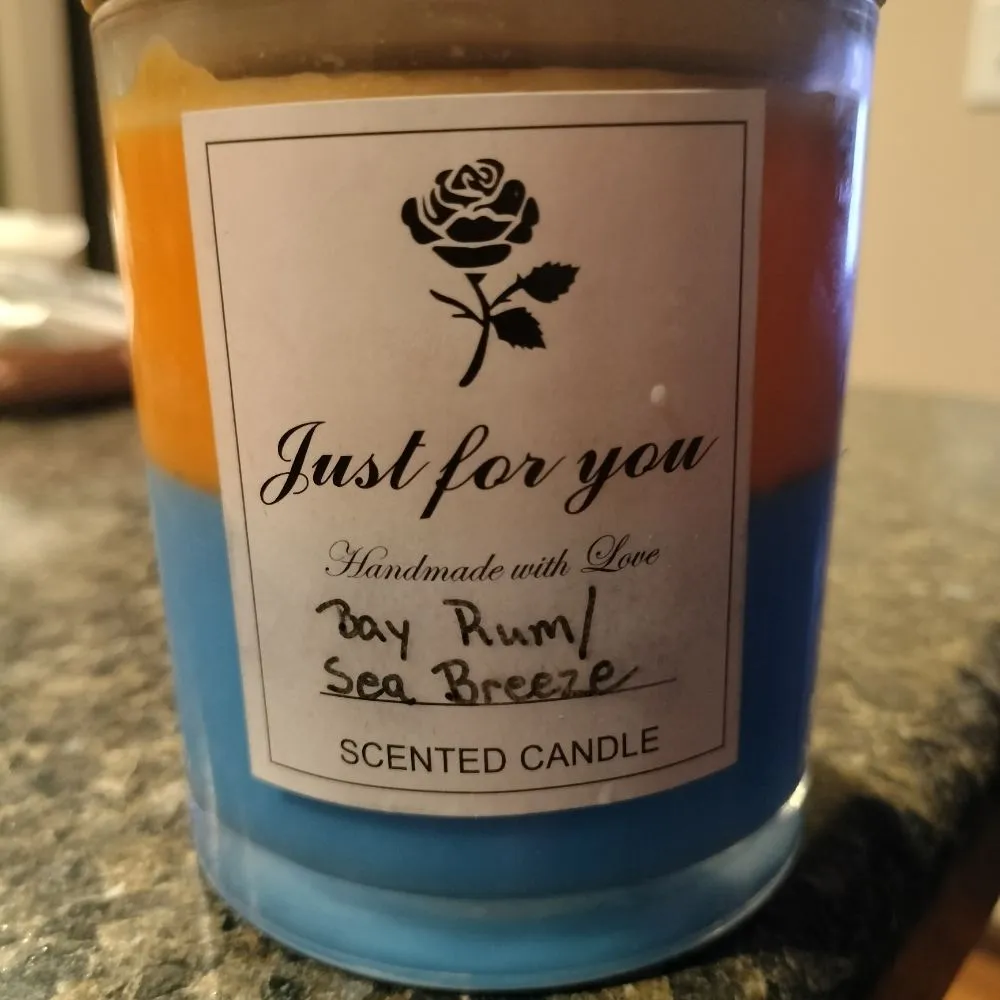 Just for you
Handmade with Love
Bay Rum/
Sea Breeze
SCENTED CANDLE